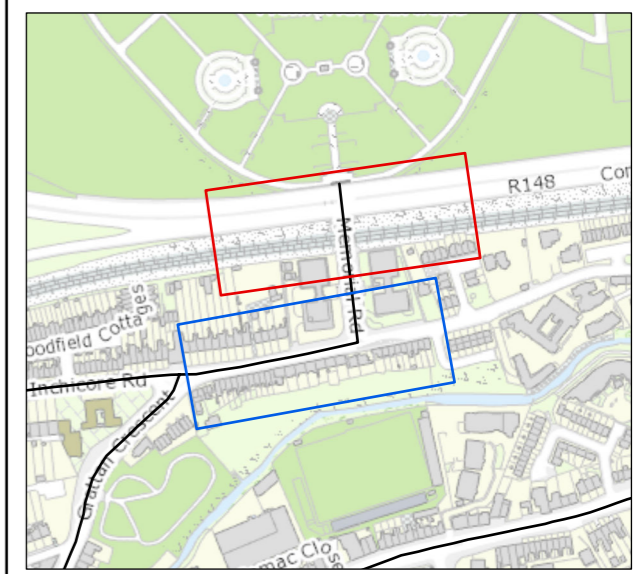 R148
Con
Memorial Rd
oodfield Cottages
Inchicore Rd
Grattan Crescent
mac Close